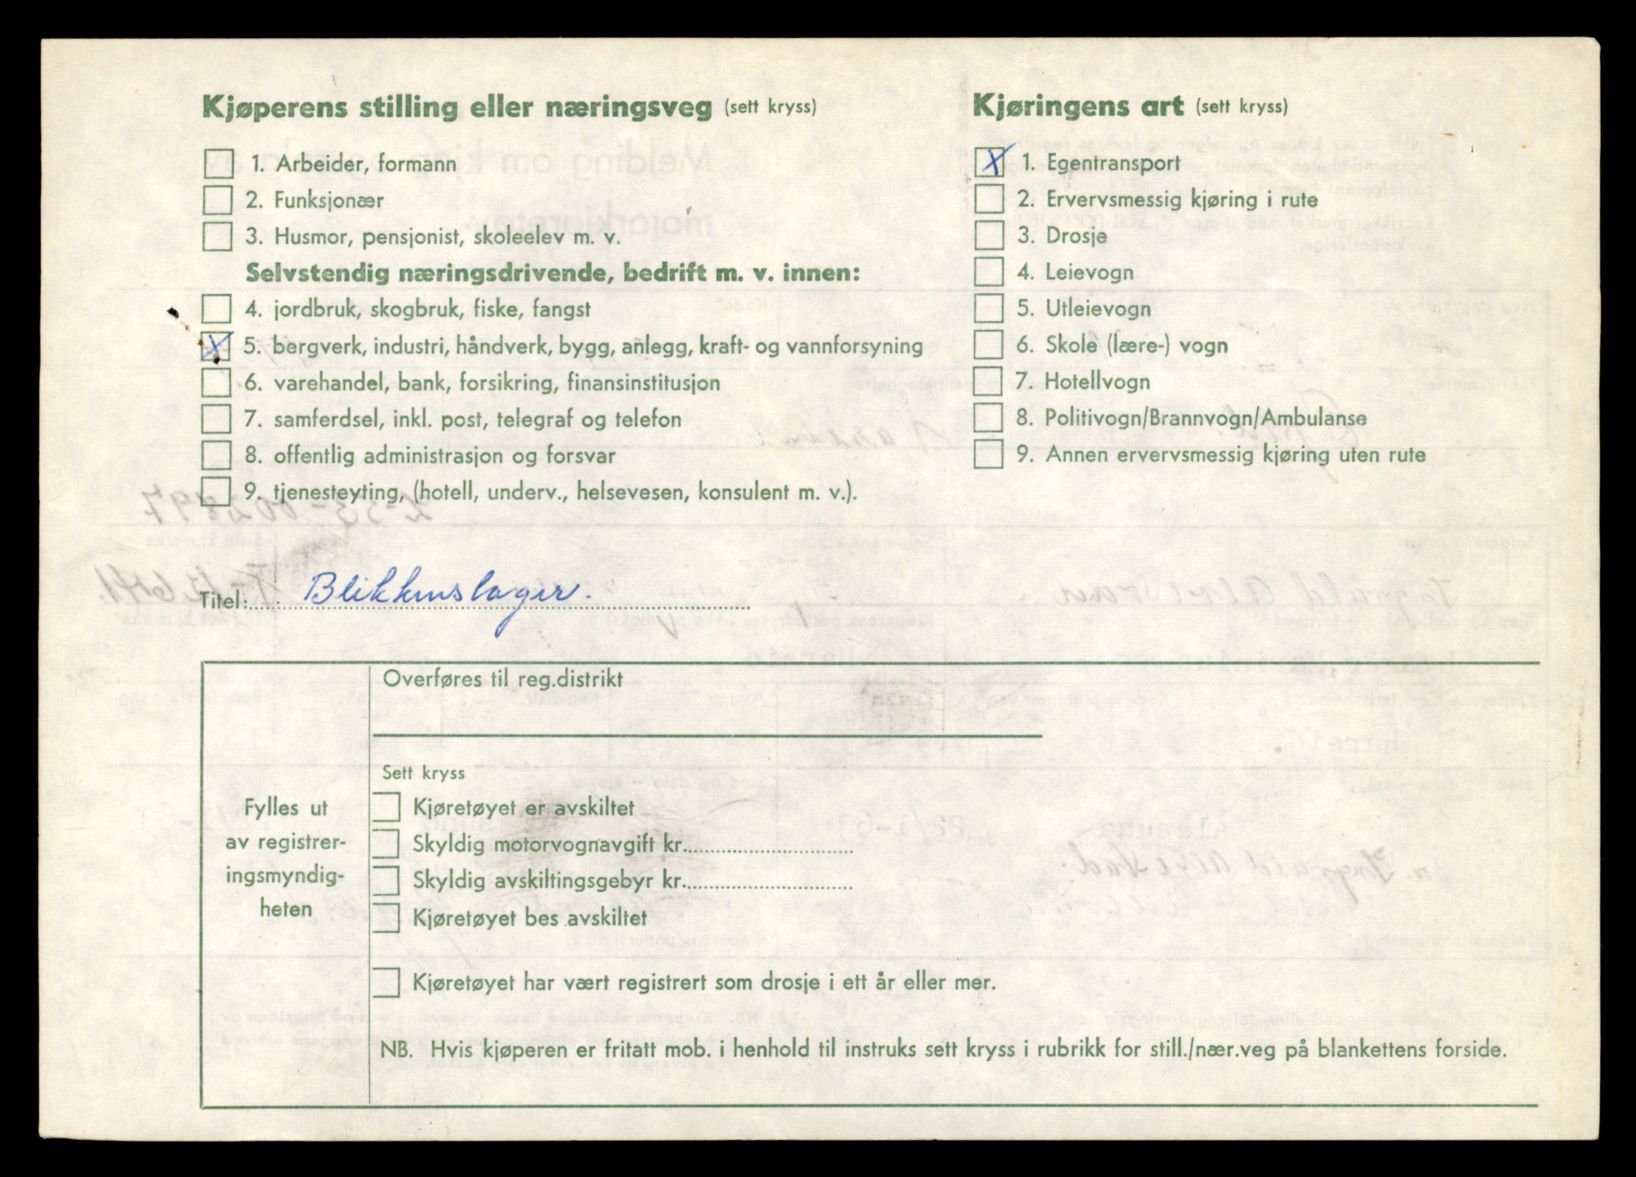 Kjøperens stilling eller næringsveg (sett kryss)
1. Arbeider, formann
2. Funksjonær
3. Husmor, pensjonist, skoleelev m. v.
Selvstendig næringsdrivende, bedrift m. v. innen:
4. jordbruk, skogbruk, fiske, fangst
X 5. bergverk, industri, håndverk, bygg, anlegg, kraft- og vannforsyning
6. varehandel, bank, forsikring, finansinstitusjon
7. samferdsel, inkl. post, telegraf og telefon
8. offentlig administrasjon og forsvar
9. tjenesteyting, (hotell, underv., helsevesen, konsulent m. v.).
Kjøringens art (sett kryss)
X 1. Egentransport
2. Ervervsmessig kjøring i rute
3. Drosje
4. Leievogn
5. Utleievogn
6. Skole (lære-) vogn
7. Hotellvogn
8. Politivogn/Brannvogn/Ambulanse
9. Annen ervervsmessig kjøring uten rute
Titel: Blikkenslager.
Fylles ut
av registrer-
ingsmyndig-
heten
Overføres til reg.distrikt
Sett kryss
Kjøretøyet er avskiltet
Skyldig motorvognavgift kr.
Skyldig avskiltingsgebyr kr.
Kjøretøyet bes avskiltet
Kjøretøyet har vært registrert som drosje i ett år eller mer.
NB. Hvis kjøperen er fritatt mob. i henhold til instruks sett kryss i rubrikk for still./nær.veg på blankettens forside.